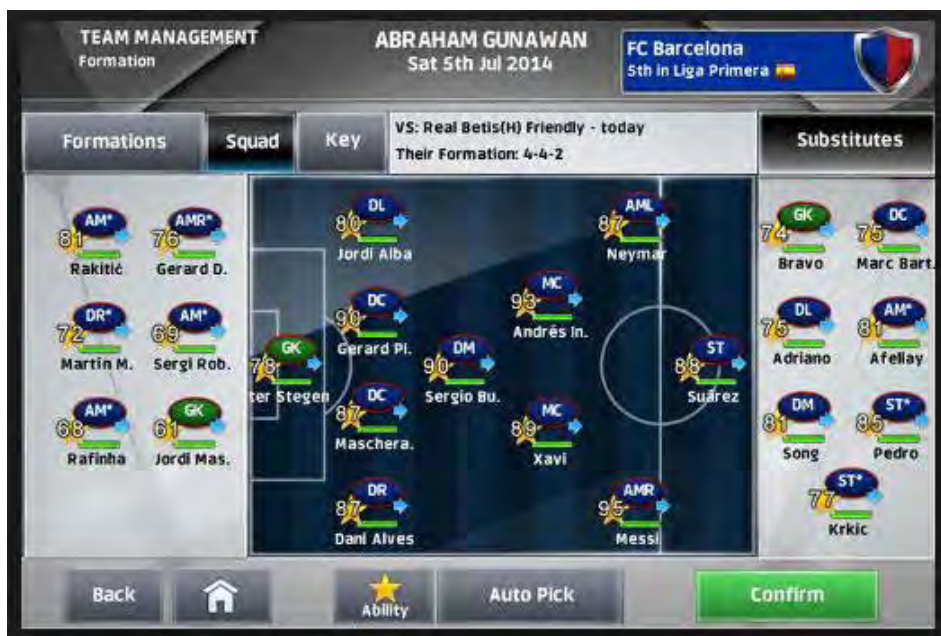 TEAM MANAGEMENT
Formation
ABRAHAM GUNAWAN
Sat 5th Jul 2014
FC Barcelona
5th in Liga Primera
Formations
Squad
Key
VS: Real Betis(H) Friendly - today
Their Formation: 4-4-2
Substitutes
AM*
81
Rakitić
AMR*
76
Gerard D.
DR*
72
Martin M.
AM*
69
Sergi Rob.
AM*
68
Rafinha
GK
61
Jordi Mas.
GK
78
ter Stegen
DL
80
Jordi Alba
DC
90
Gerard Pi.
DC
87
Maschera.
DR
87
Dani Alves
DM
90
Sergio Bu.
MC
93
Andrés In.
MC
89
Xavi
AML
87
Neymar
AMR
95
Messi
ST
88
Suárez
GK
74
Bravo
DC
75
Marc Bart.
DL
75
Adriano
AM*
81
Afellay
DM
81
Song
ST*
85
Pedro
ST*
77
Krkic
Back
Ability
Auto Pick
Confirm